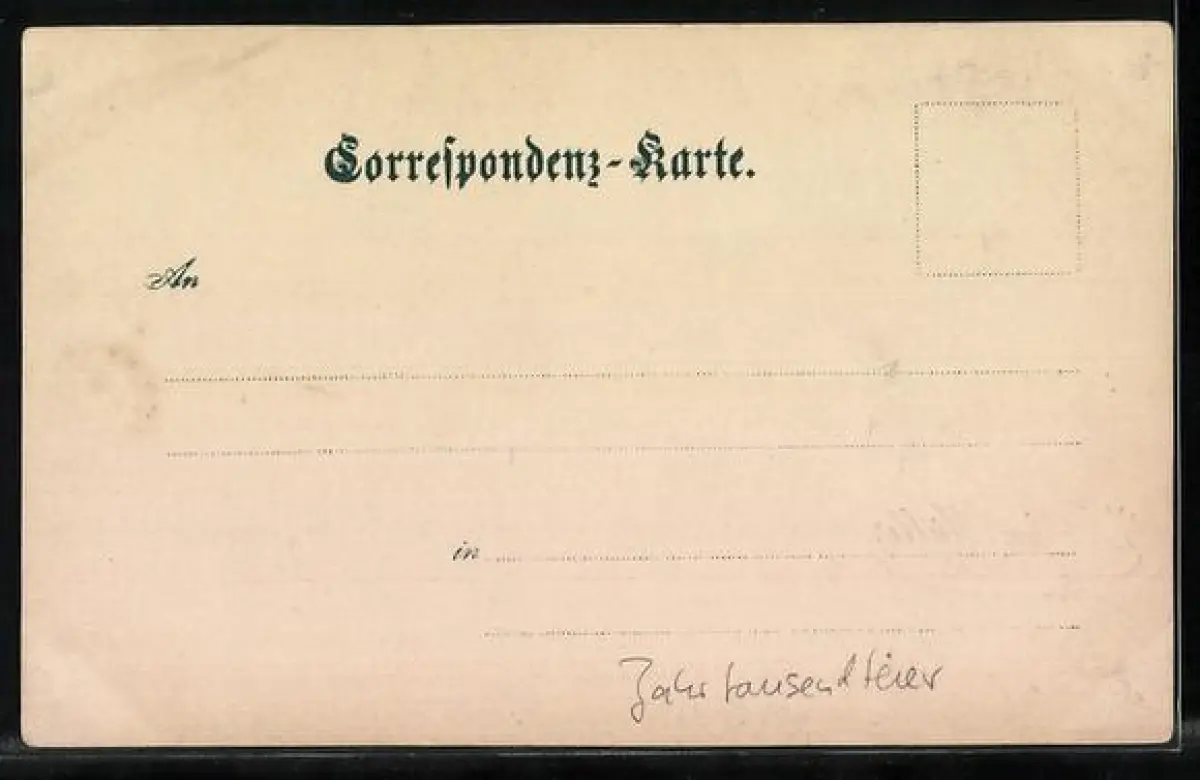 Correspondenz-Karte.
An
in
Jahrtausendfeier